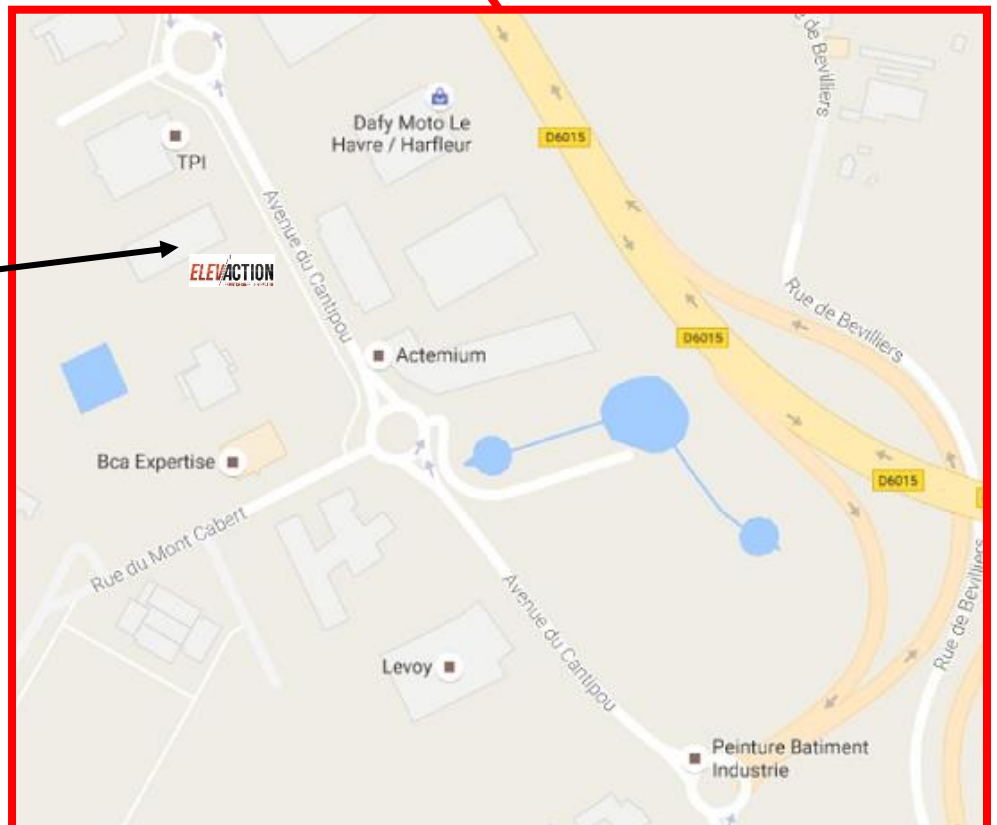 Rue de Bevilliers
Dafy Moto Le
Havre / Harfleur
D6015
TPI
Avenue du Cantipou
ELEVACTION
Rue de Bevilliers
D6015
Actemium
Bca Expertise
D6015
Rue du Mont Cabert
Avenue du Cantipou
Rue de Bevilliers
Levoy
Peinture Batiment
Industrie